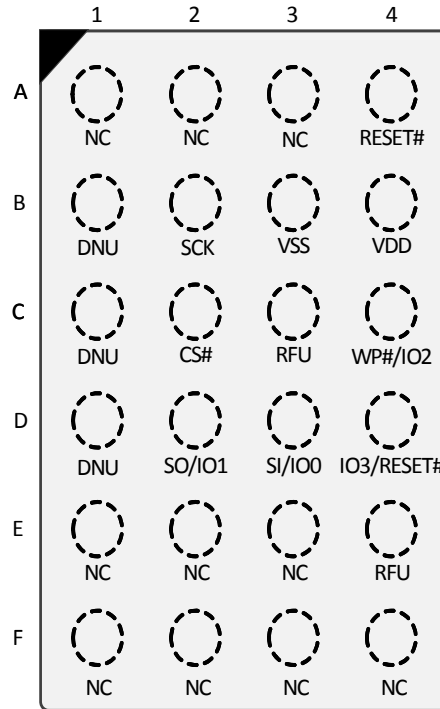 1 2 3 4
A
NC NC NC RESET#
B
DNU SCK VSS VDD
C
DNU CS# RFU WP#/IO2
D
DNU SO/IO1 SI/IO0 IO3/RESET#
E
NC NC NC RFU
F
NC NC NC NC